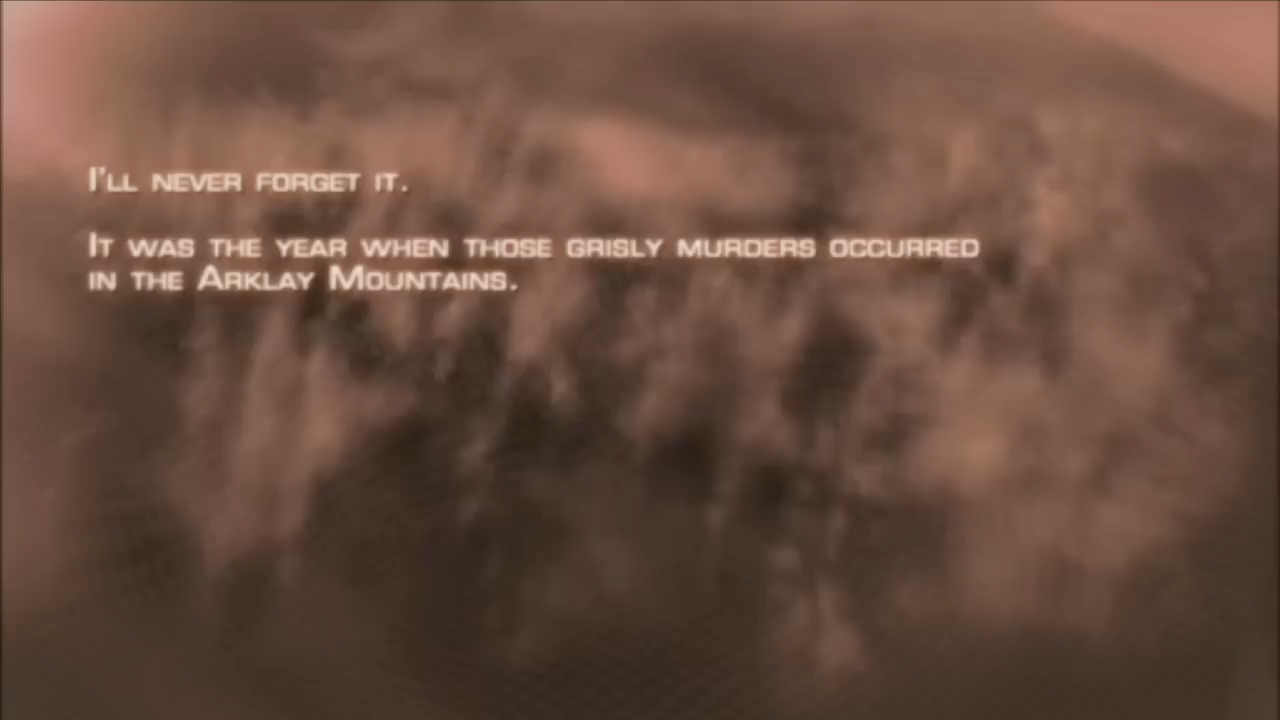 I'll never forget it.
It was the year when those grisly murders occurred
in the Arklay Mountains.